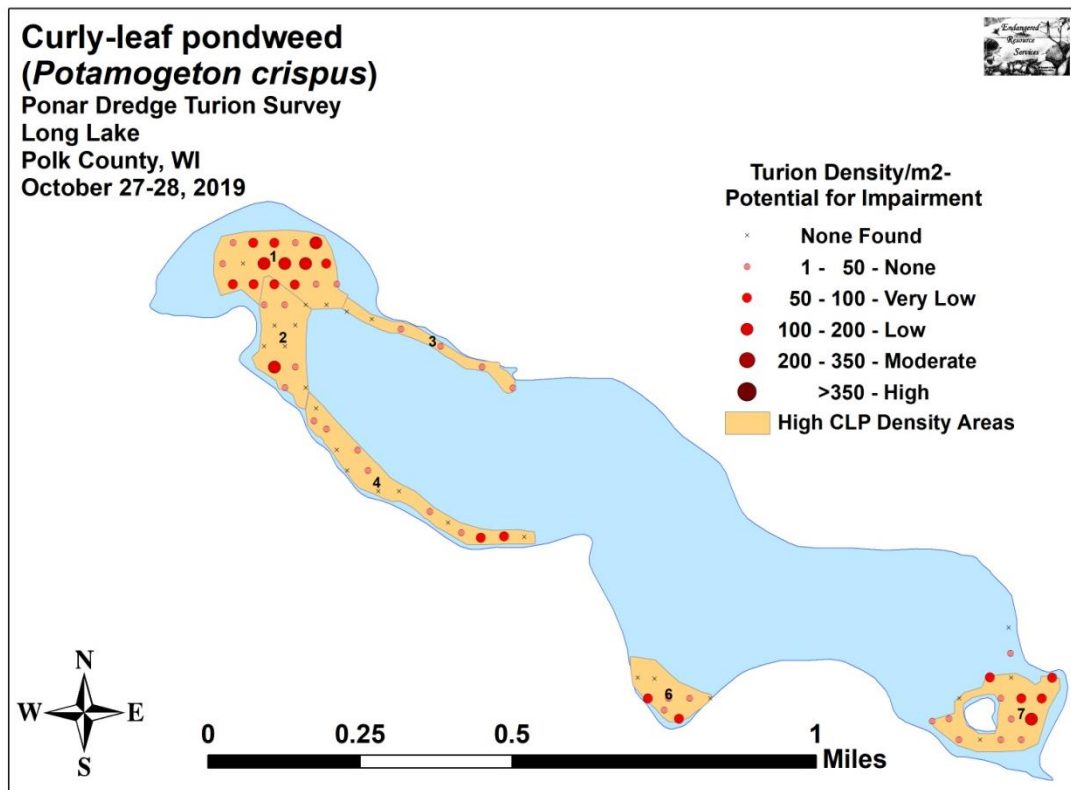 Curly-leaf pondweed
(Potamogeton crispus)
Ponar Dredge Turion Survey
Long Lake
Polk County, WI
October 27-28, 2019
Endangered
Resource
Services
Turion Density/m2-
Potential for Impairment
None Found
1 - 50 - None
50 - 100 - Very Low
100 - 200 - Low
200 - 350 - Moderate
>350 - High
High CLP Density Areas
1
2
3
4
6
7
N
W E
S
0 0.25 0.5 1
Miles